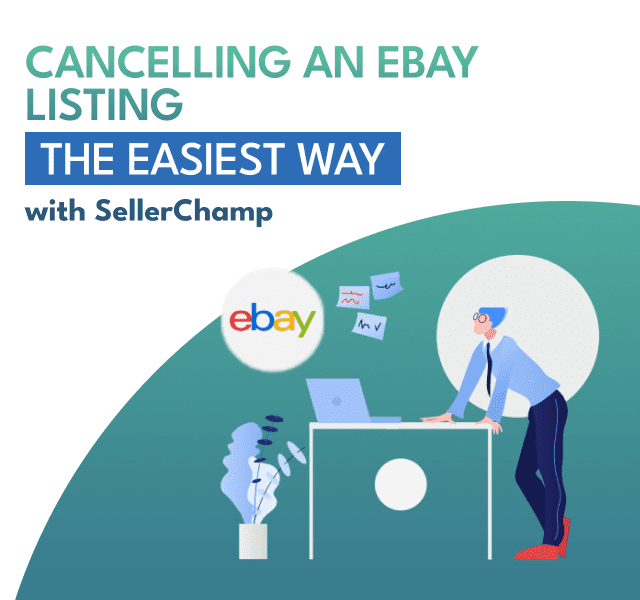 CANCELLING AN EBAY
LISTING
THE EASIEST WAY
with SellerChamp
ebay